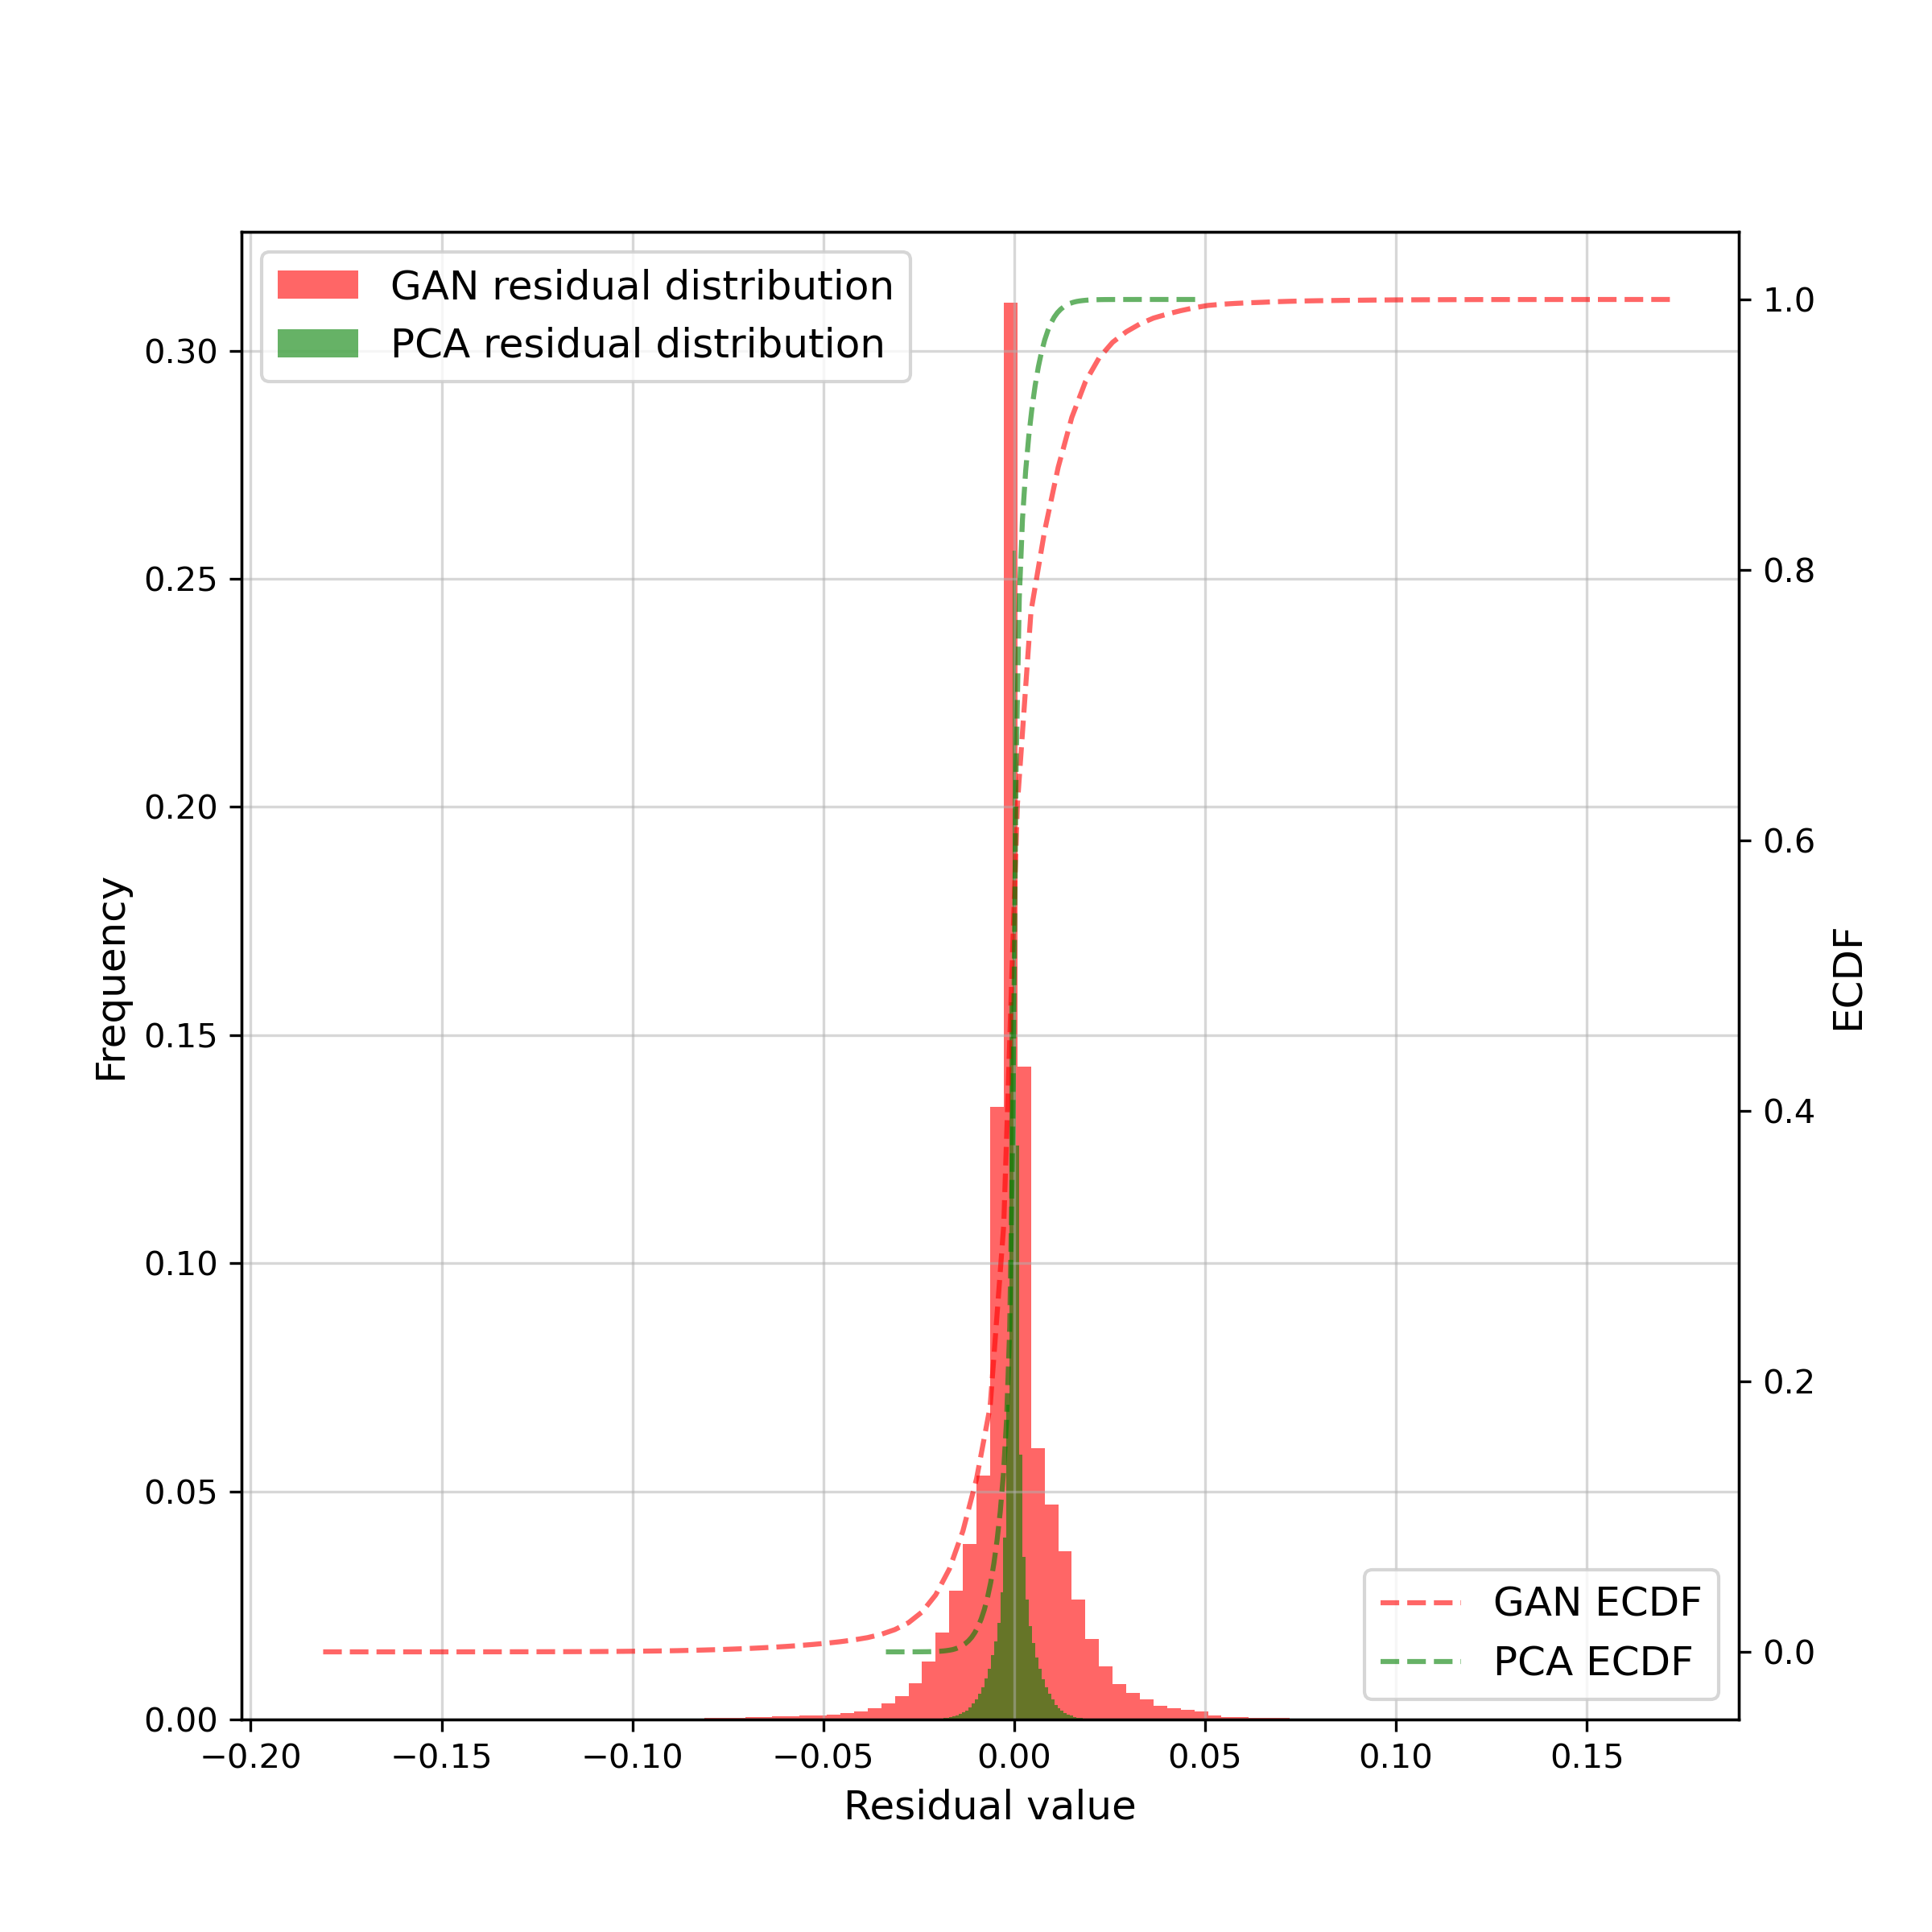 GAN residual distribution
PCA residual distribution
0.30
0.25
0.20
0.15
0.10
0.05
0.00
Frequency
1.0
0.8
0.6
0.4
0.2
0.0
ECDF
GAN ECDF
PCA ECDF
−0.20 −0.15 −0.10 −0.05 0.00 0.05 0.10 0.15
Residual value